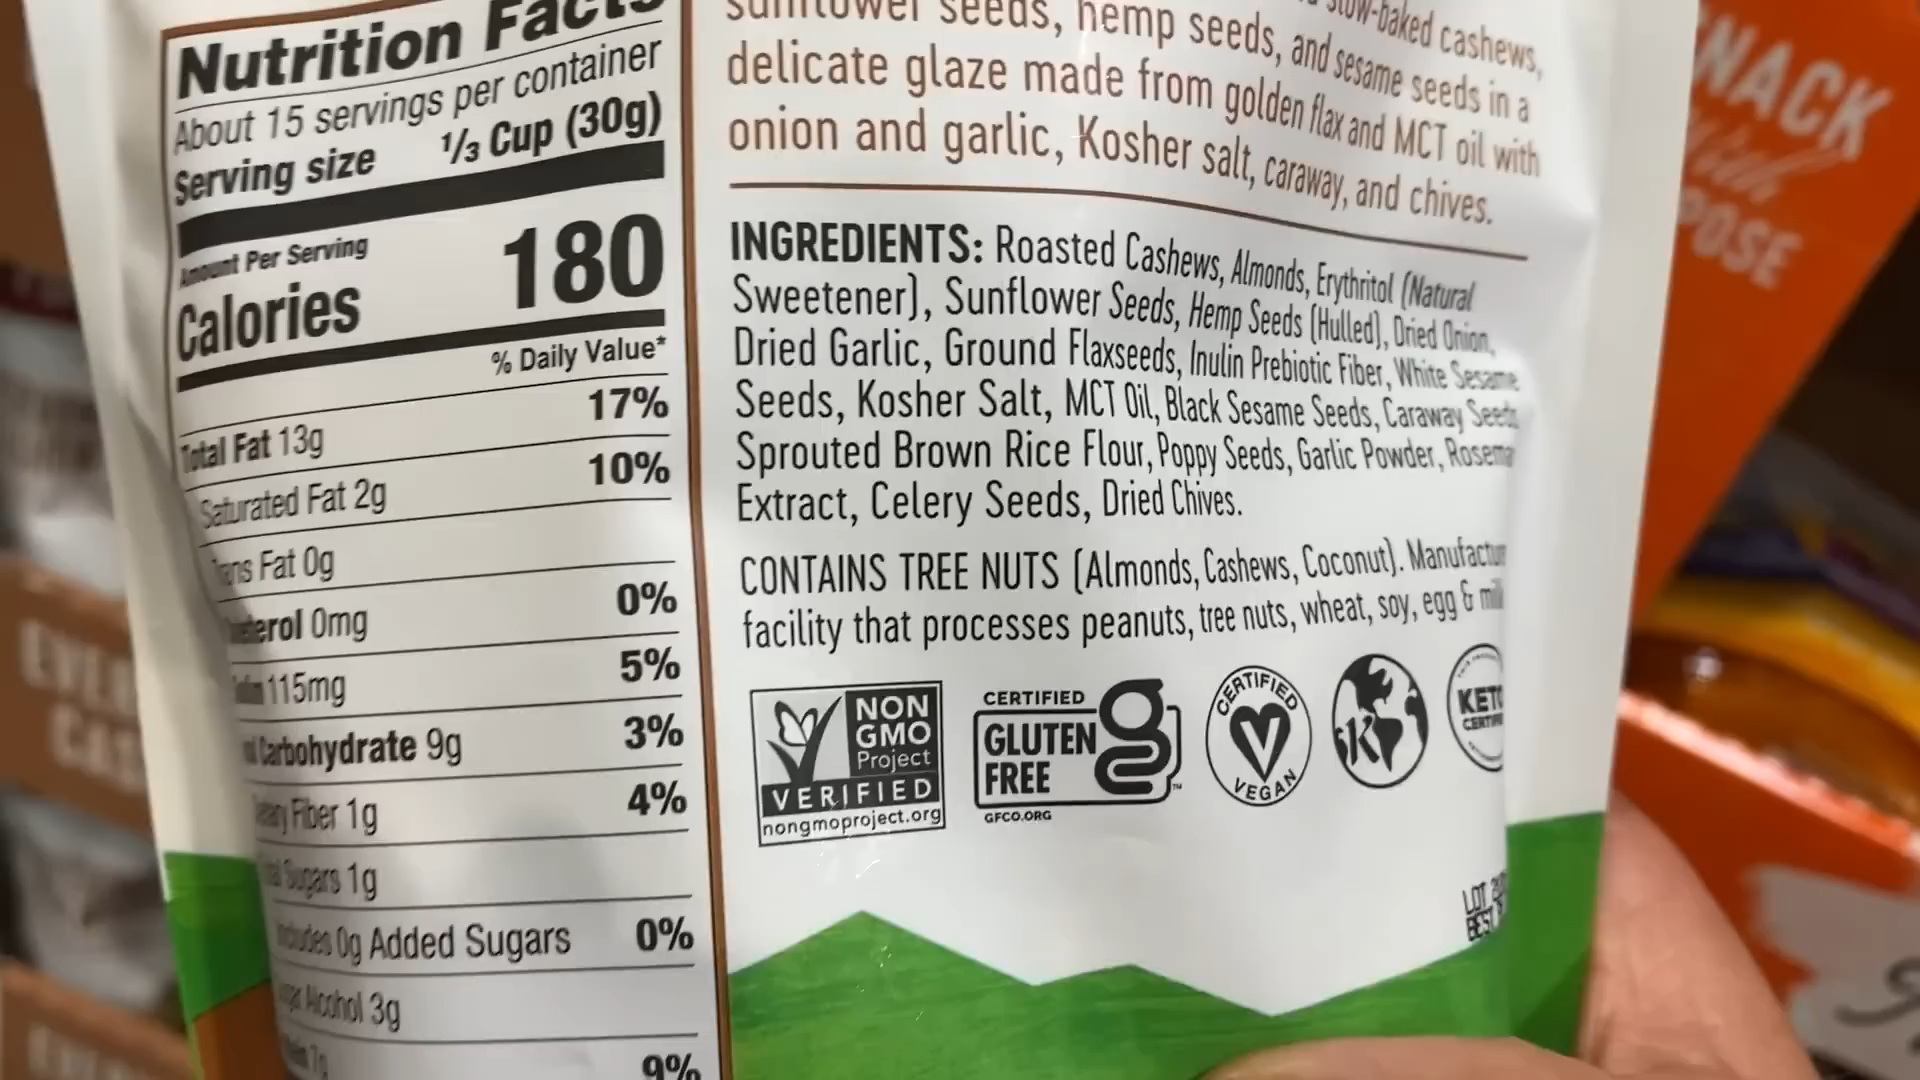 Nutrition Facts
About 15 servings per container
Serving size 1/3 Cup (30g)
Amount Per Serving
Calories 180
% Daily Value*
Total Fat 13g 17%
Saturated Fat 2g 10%
Trans Fat 0g
0mg 0%
115mg 5%
Carbohydrate 9g 3%
Fiber 1g 4%
Sugars 1g
Includes 0g Added Sugars 0%
Alcohol 3g
7g 9%
slow-baked cashews,
sunflower seeds, hemp seeds, and sesame seeds in a
delicate glaze made from golden flax and MCT oil with
onion and garlic, Kosher salt, caraway, and chives.
INGREDIENTS: Roasted Cashews, Almonds, Erythritol (Natural
Sweetener), Sunflower Seeds, Hemp Seeds (Hulled), Dried Onion,
Dried Garlic, Ground Flaxseeds, Inulin Prebiotic Fiber, White Sesame
Seeds, Kosher Salt, MCT Oil, Black Sesame Seeds, Caraway Seeds
Sprouted Brown Rice Flour, Poppy Seeds, Garlic Powder,
Extract, Celery Seeds, Dried Chives.
CONTAINS TREE NUTS (Almonds, Cashews, Coconut).
facility that processes peanuts, tree nuts, wheat, soy, egg &
NON
GMO
Project
VERIFIED
nongmoproject.org
CERTIFIED
GLUTEN
FREE
GFCO.ORG
CERTIFIED
V
VEGAN
K
LOT
BEST